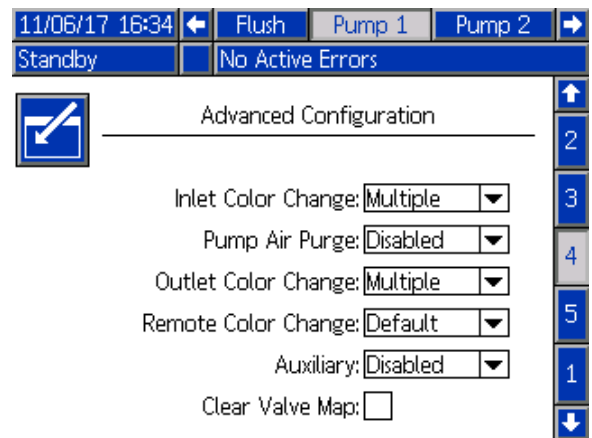 11/06/17 16:34 Flush Pump 1 Pump 2
Standby No Active Errors
Advanced Configuration
2
Inlet Color Change: Multiple
3
Pump Air Purge: Disabled
4
Outlet Color Change: Multiple
Remote Color Change: Default
5
Auxiliary: Disabled
1
Clear Valve Map: